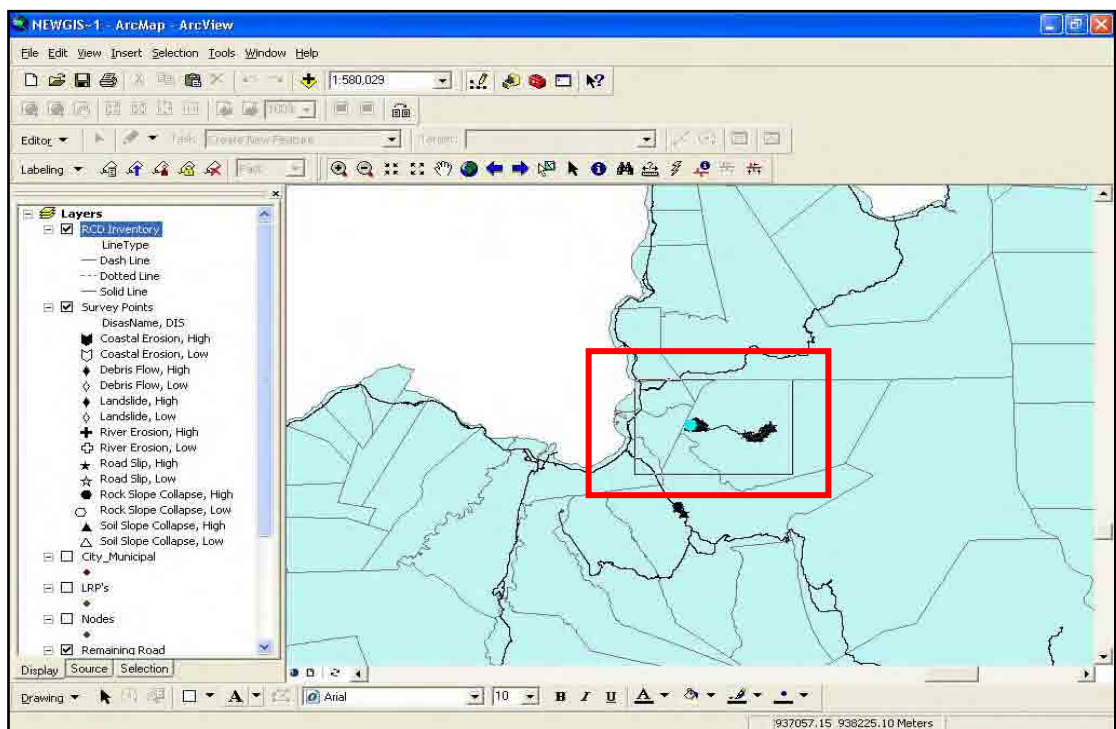 NEWGIS~1 - ArcMap - ArcView
File Edit View Insert Selection Tools Window Help
1:580,029
100%
Editor Task: Create New Feature Target:
Labeling Fast
Layers
RCD Inventory
LineType
Dash Line
Dotted Line
Solid Line
Survey Points
DisasName, DIS
Coastal Erosion, High
Coastal Erosion, Low
Debris Flow, High
Debris Flow, Low
Landslide, High
Landslide, Low
River Erosion, High
River Erosion, Low
Road Slip, High
Road Slip, Low
Rock Slope Collapse, High
Rock Slope Collapse, Low
Soil Slope Collapse, High
Soil Slope Collapse, Low
City_Municipal
LRP's
Nodes
Remaining Road
Display Source Selection
Drawing A Arial 10 B I U A
937057.15 938225.10 Meters